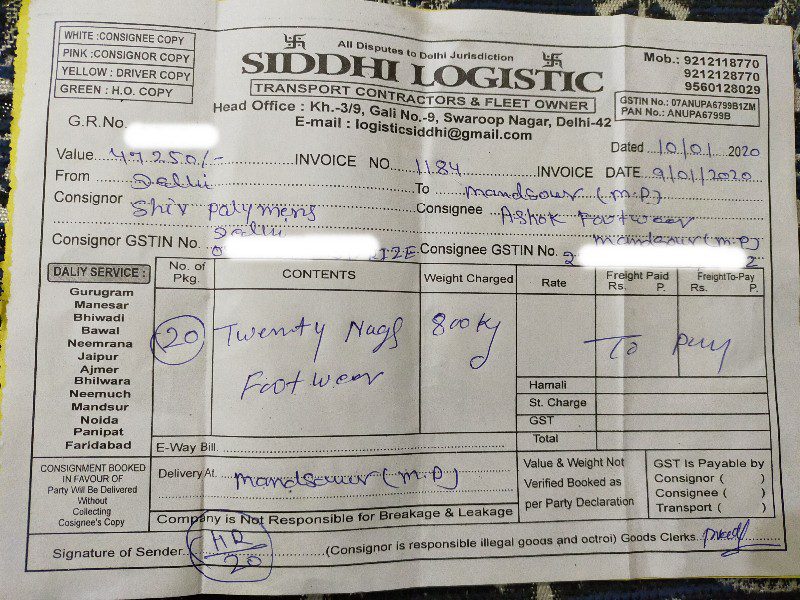 WHITE :CONSIGNEE COPY
PINK :CONSIGNOR COPY
YELLOW : DRIVER COPY
GREEN : H.O. COPY
All Disputes to Delhi Jurisdiction
SIDDHI LOGISTIC
TRANSPORT CONTRACTORS & FLEET OWNER
Head Office : Kh.-3/9, Gali No.-9, Swaroop Nagar, Delhi-42
E-mail : logisticsiddhi@gmail.com
Mob.: 9212118770
9212128770
9560128029
GSTIN No.: 07ANUPA6799B1ZM
PAN No.: ANUPA6799B
G.R.No.
Dated 10/01 2020
Value 47250/- INVOICE NO. 1184 INVOICE DATE 9/01/2020
From Delhi To mandsour (m.p)
Consignor Shiv palymers Consignee Ashok Footwear
Delhi mandsour (m.p)
Consignor GSTIN No. Consignee GSTIN No. 2 Z
DALIY SERVICE :
Gurugram
Manesar
Bhiwadi
Bawal
Neemrana
Jaipur
Ajmer
Bhilwara
Neemuch
Mandsur
Noida
Panipat
Faridabad
No. of Pkg. CONTENTS Weight Charged Rate Freight Paid Rs. P. FreightTo-Pay Rs. P.
20 Twenty Nags 800 Kg To pay
Footwear
Hamali
St. Charge
GST
Total
E-Way Bill.
CONSIGNMENT BOOKED
IN FAVOUR OF
Party Will Be Delivered
Without
Collecting
Cosignee's Copy
Delivery At. mandsour (m.p)
Company is Not Responsible for Breakage & Leakage
Value & Weight Not
Verified Booked as
per Party Declaration
GST Is Payable by
Consignor ( )
Consignee ( )
Transport ( )
Signature of Sender HD (Consignor is responsible illegal goods and octroi) Goods Clerks.
20